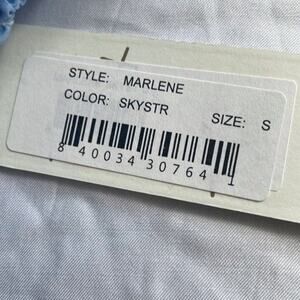 STYLE: MARLENE
COLOR: SKYSTR
SIZE: S
8 40034 30764 1